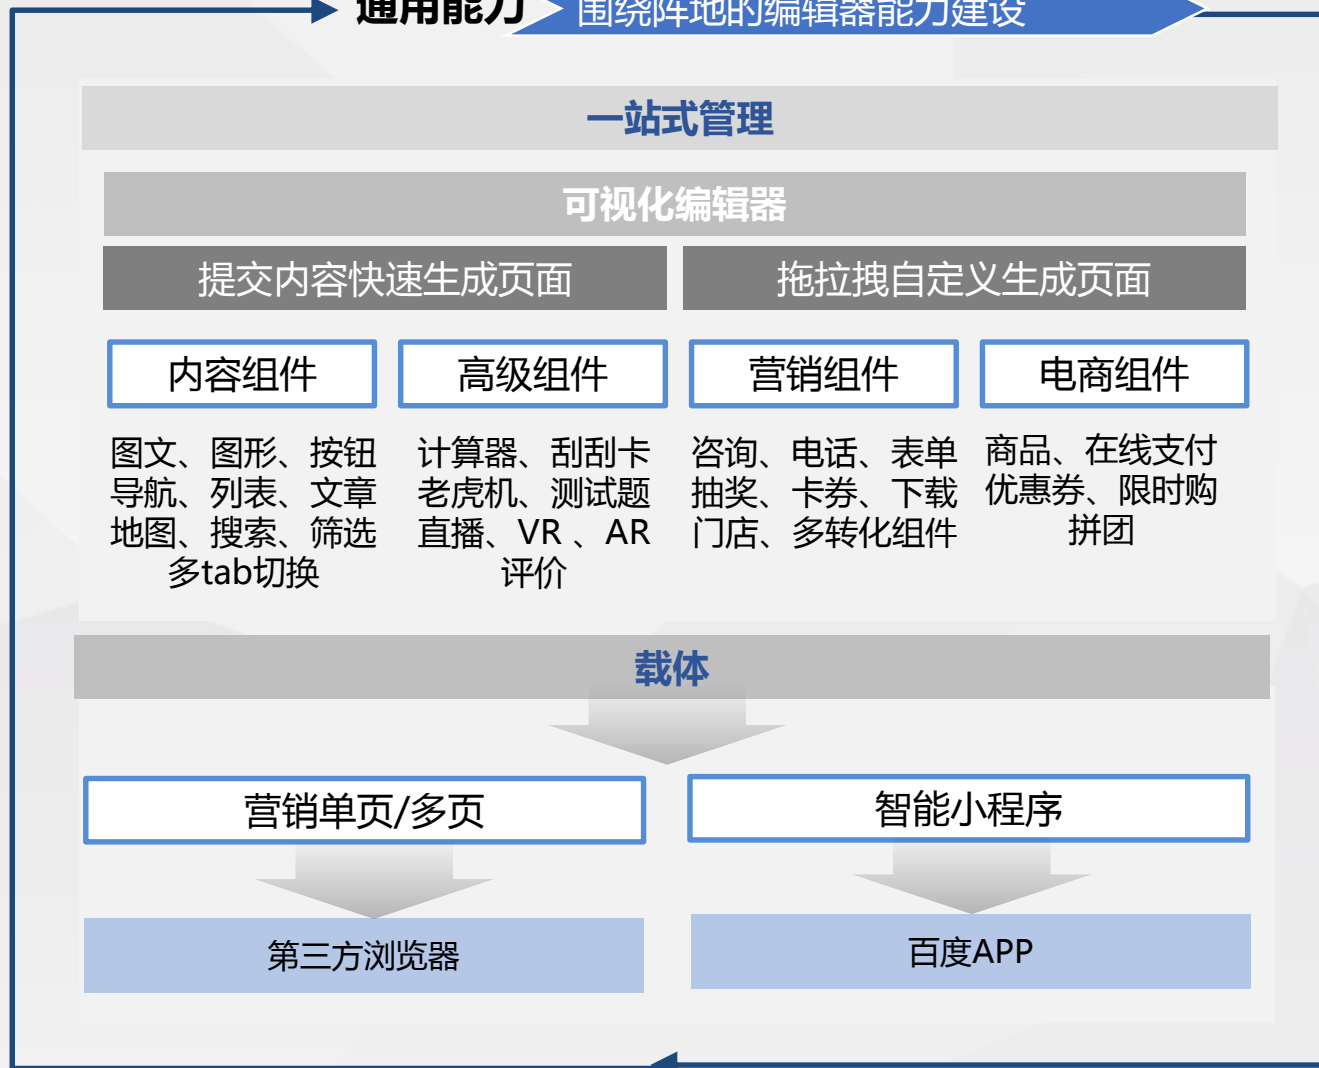 通用能力
围绕阵地的编辑器能力建设
一站式管理
可视化编辑器
提交内容快速生成页面
拖拉拽自定义生成页面
内容组件
高级组件
营销组件
电商组件
图文、图形、按钮
导航、列表、文章
地图、搜索、筛选
多tab切换
计算器、刮刮卡
老虎机、测试题
直播、VR 、AR
评价
咨询、电话、表单
抽奖、卡券、下载
门店、多转化组件
商品、在线支付
优惠券、限时购
拼团
载体
营销单页/多页
智能小程序
第三方浏览器
百度APP